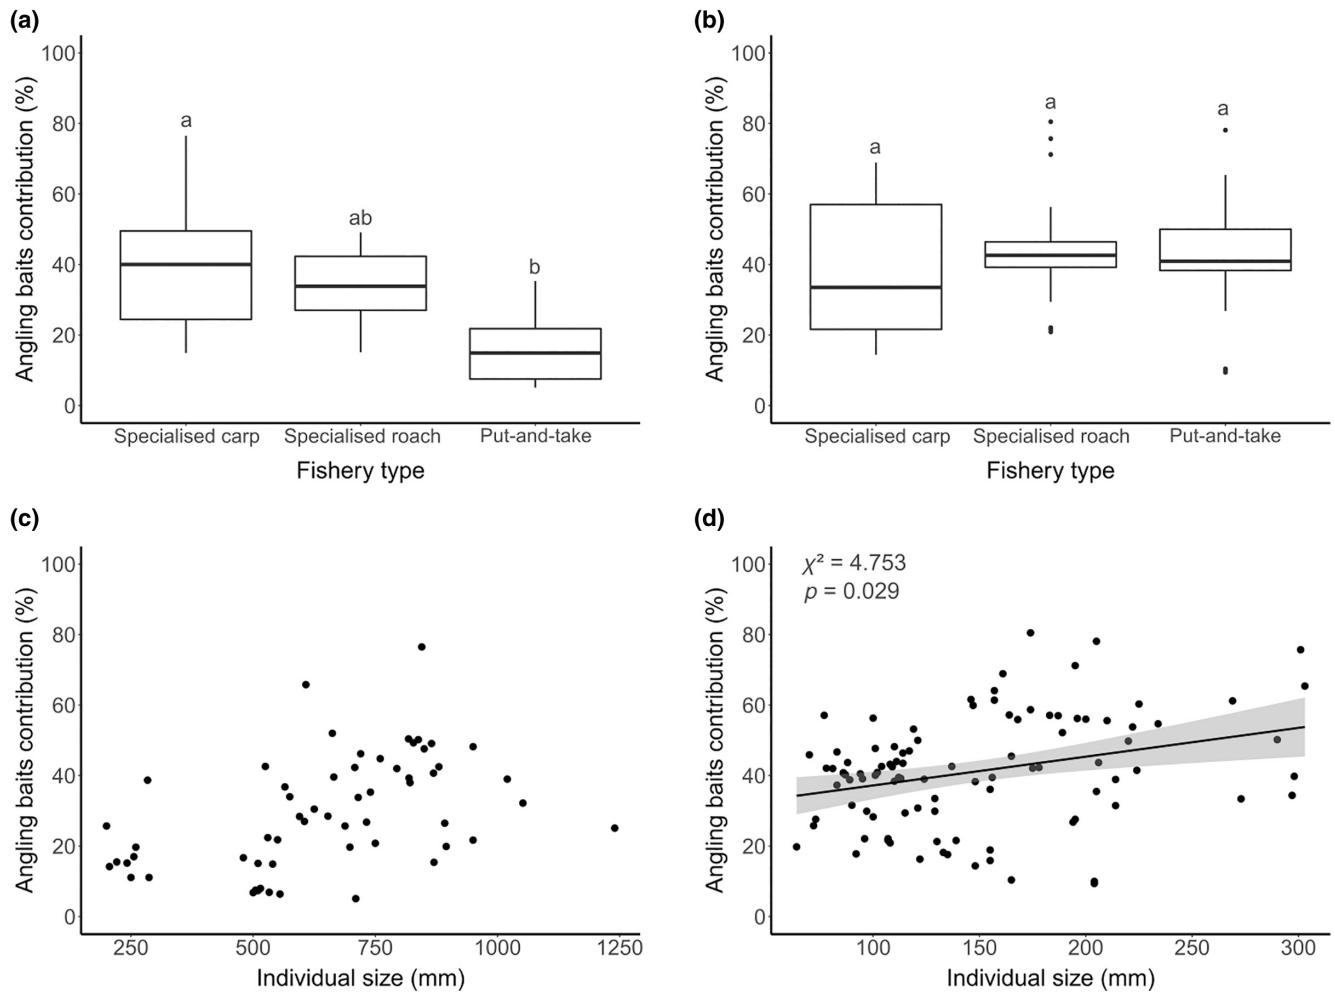 (a)
Angling baits contribution (%)
100
80
60
40
20
0
a
ab
b
Specialised carp Specialised roach Put-and-take
Fishery type
(b)
Angling baits contribution (%)
100
80
60
40
20
0
a
a
a
Specialised carp Specialised roach Put-and-take
Fishery type
(c)
Angling baits contribution (%)
100
80
60
40
20
0
250 500 750 1000 1250
Individual size (mm)
(d)
Angling baits contribution (%)
100
80
60
40
20
0
χ² = 4.753
p = 0.029
100 150 200 250 300
Individual size (mm)